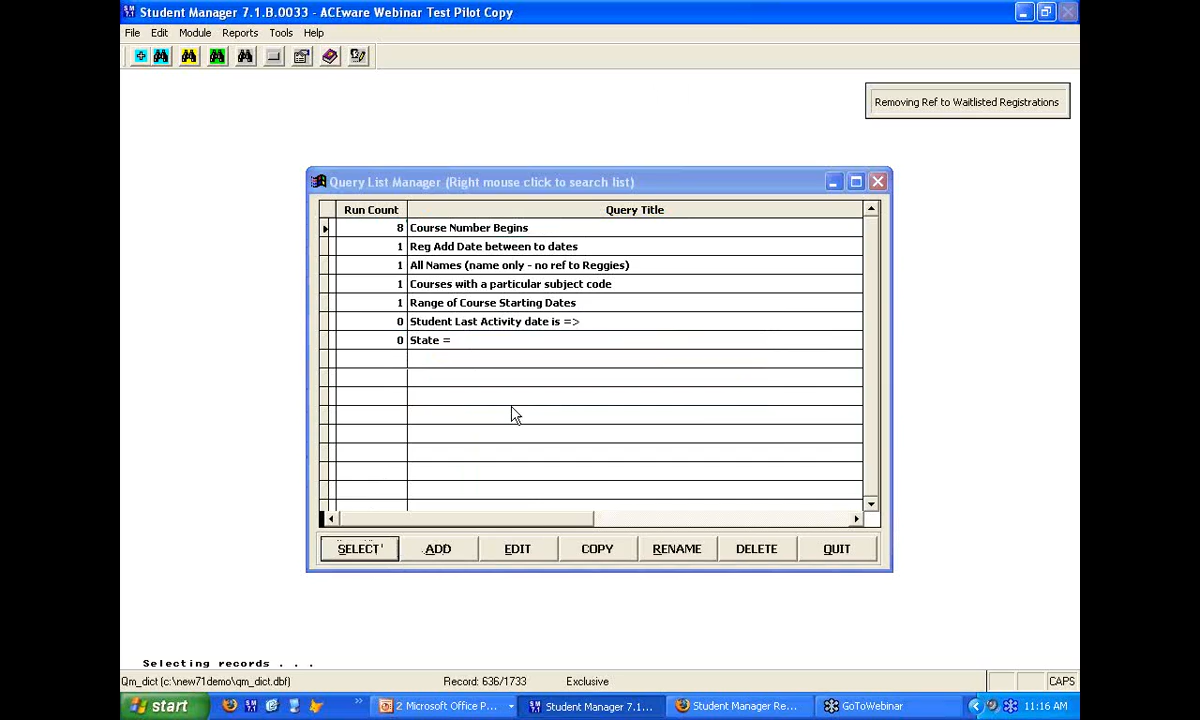 Student Manager 7.1.B.0033 - ACEware Webinar Test Pilot Copy
File Edit Module Reports Tools Help
Removing Ref to Waitlisted Registrations
Query List Manager (Right mouse click to search list)
Run Count Query Title
8 Course Number Begins
1 Reg Add Date between to dates
1 All Names (name only - no ref to Reggies)
1 Courses with a particular subject code
1 Range of Course Starting Dates
0 Student Last Activity date is =>
0 State =
SELECT ADD EDIT COPY RENAME DELETE QUIT
Selecting records . . .
Qm_dict (c:\new71demo\qm_dict.dbf) Record: 636/1733 Exclusive CAPS
start 2 Microsoft Office P... Student Manager 7.1... Student Manager Re... GoToWebinar 11:16 AM